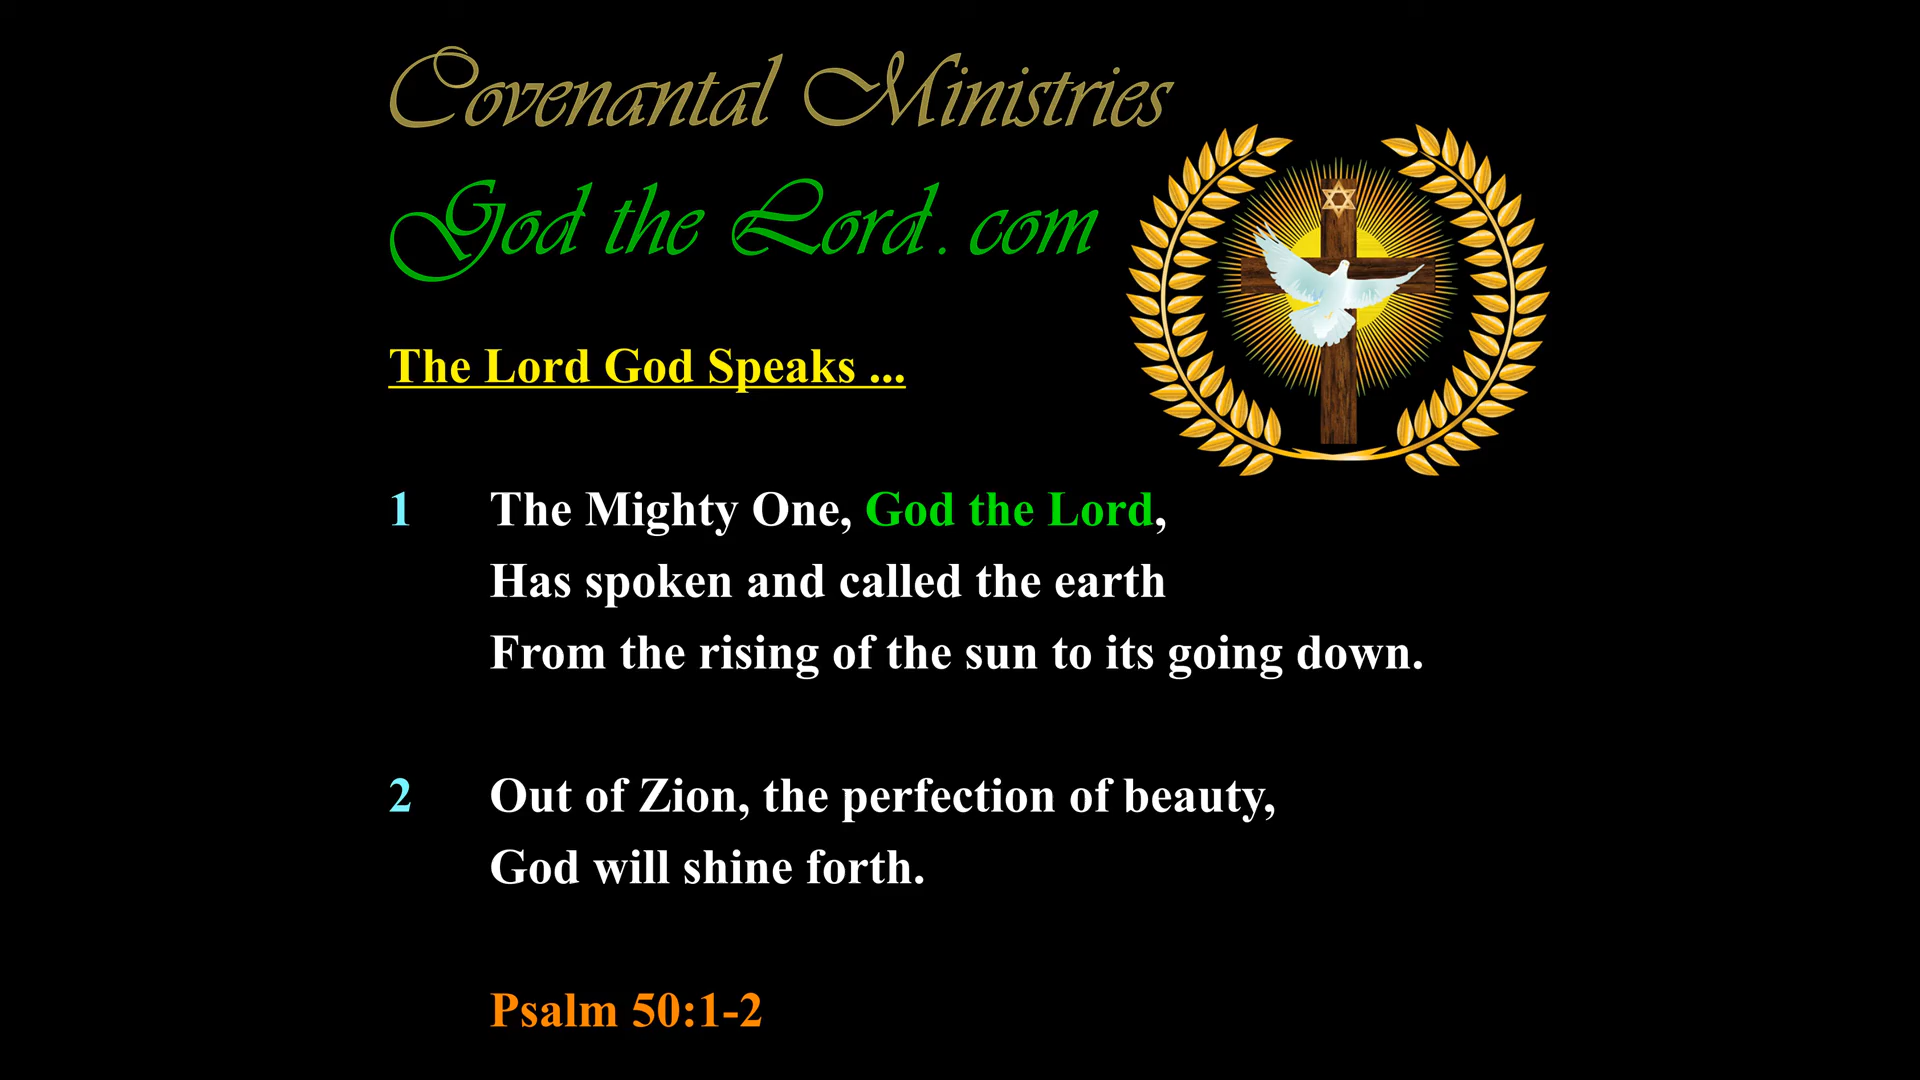 Covenantal Ministries
God the Lord.com
The Lord God Speaks ...
1 The Mighty One, God the Lord,
Has spoken and called the earth
From the rising of the sun to its going down.
2 Out of Zion, the perfection of beauty,
God will shine forth.
Psalm 50:1-2